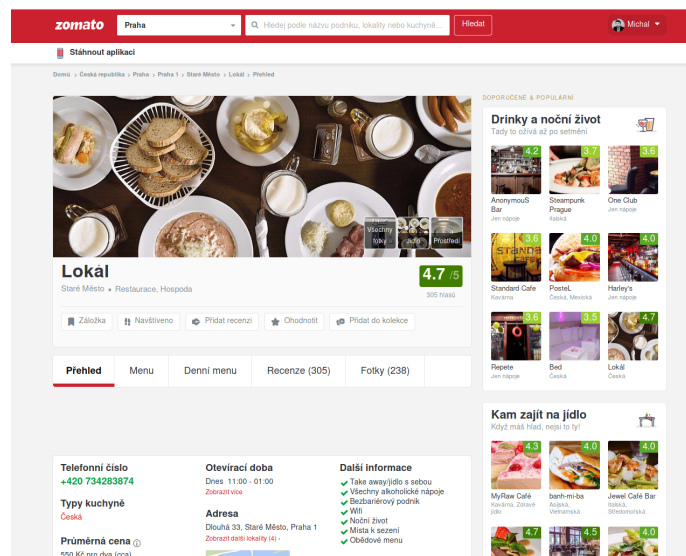 zomato
Praha
Hledej podle názvu podniku, lokality nebo kuchyně...
Hledat
Michal
Stáhnout aplikaci
Domů › Česká republika › Praha › Praha 1 › Staré Město › Lokál › Přehled
Všechny fotky
Jídlo
Prostředí
Lokál
Staré Město • Restaurace, Hospoda
4.7 /5
305 hlasů
Záložka
Navštíveno
Přidat recenzi
Ohodnotit
Přidat do kolekce
Přehled
Menu
Denní menu
Recenze (305)
Fotky (238)
Telefonní číslo
+420 734283874
Typy kuchyně
Česká
Průměrná cena
550 Kč pro dva (cca)
Otevírací doba
Dnes 11:00 - 01:00
Zobrazit více
Adresa
Dlouhá 33, Staré Město, Praha 1
Zobrazit další lokality (4) ›
Další informace
Take away/jídlo s sebou
Všechny alkoholické nápoje
Bezbariérový podnik
Wifi
Noční život
Místa k sezení
Obědové menu
DOPORUČENÉ & POPULÁRNÍ
Drinky a noční život
Tady to ožívá až po setmění
4.2
3.7
3.6
AnonymouS Bar
Jen nápoje
Steampunk Prague
Italská
One Club
Jen nápoje
3.6
4.0
4.0
Standard Cafe
Kavárna
PosteL
Česká, Mexická
Harley's
Jen nápoje
3.6
3.5
4.7
Repete
Jen nápoje
Bed
Česká
Lokál
Česká
Kam zajít na jídlo
Když máš hlad, nejsi to ty!
4.3
4.0
4.0
MyRaw Café
Kavárna, Zdravé jídlo
banh-mi-ba
Asijská, Vietnamská
Jewel Café Bar
Italská, Středomořská
4.7
4.5
4.0